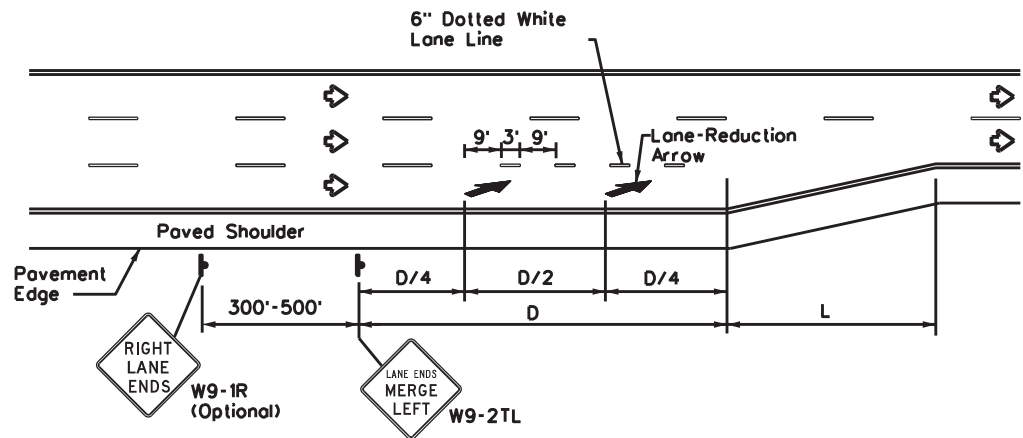 6" Dotted White
Lane Line
9' 3' 9'
Lane-Reduction
Arrow
Paved Shoulder
Pavement
Edge
D/4 D/2 D/4
300'-500' D L
RIGHT
LANE
ENDS
W9-1R
(Optional)
LANE ENDS
MERGE
LEFT
W9-2TL